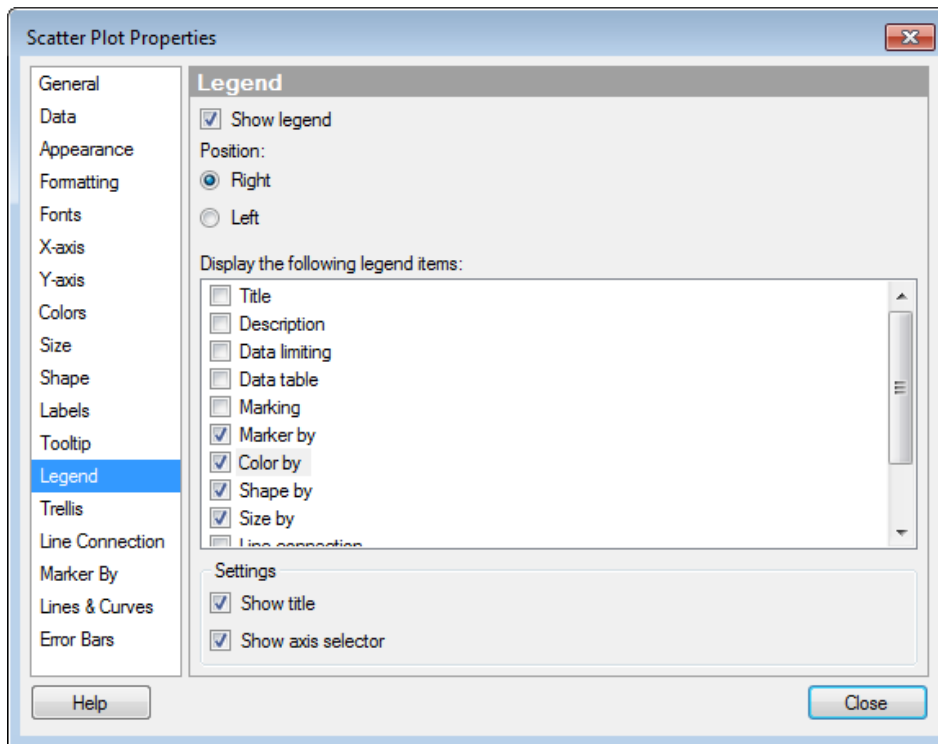 Scatter Plot Properties
General
Data
Appearance
Formatting
Fonts
X-axis
Y-axis
Colors
Size
Shape
Labels
Tooltip
Legend
Trellis
Line Connection
Marker By
Lines & Curves
Error Bars
Legend
Show legend
Position:
Right
Left
Display the following legend items:
Title
Description
Data limiting
Data table
Marking
Marker by
Color by
Shape by
Size by
Line connection
Settings
Show title
Show axis selector
Help
Close